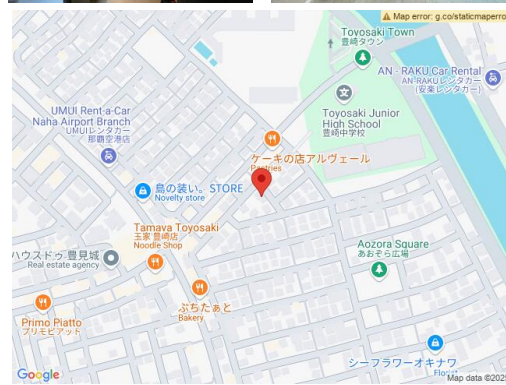 Map error: g.co/staticmaperro
Toyosaki Town
豊崎タウン
AN - RAKU Car Rental
AN-RAKUレンタカー
(安楽レンタカー)
UMUI Rent-a-Car
Naha Airport Branch
UMUIレンタカー
那覇空港店
Toyosaki Junior
High School
豊崎中学校
ケーキの店アルヴェール
Pastries
島の装い。STORE
Novelty store
Tamaya Toyosaki
玉家 豊崎店
Noodle Shop
ハウスドゥ豊見城
Real estate agency
Aozora Square
あおぞら広場
ぷちたぁと
Bakery
Primo Piatto
プリモピアット
シーフラワーオキナワ
Florist
Google
Map data ©2025